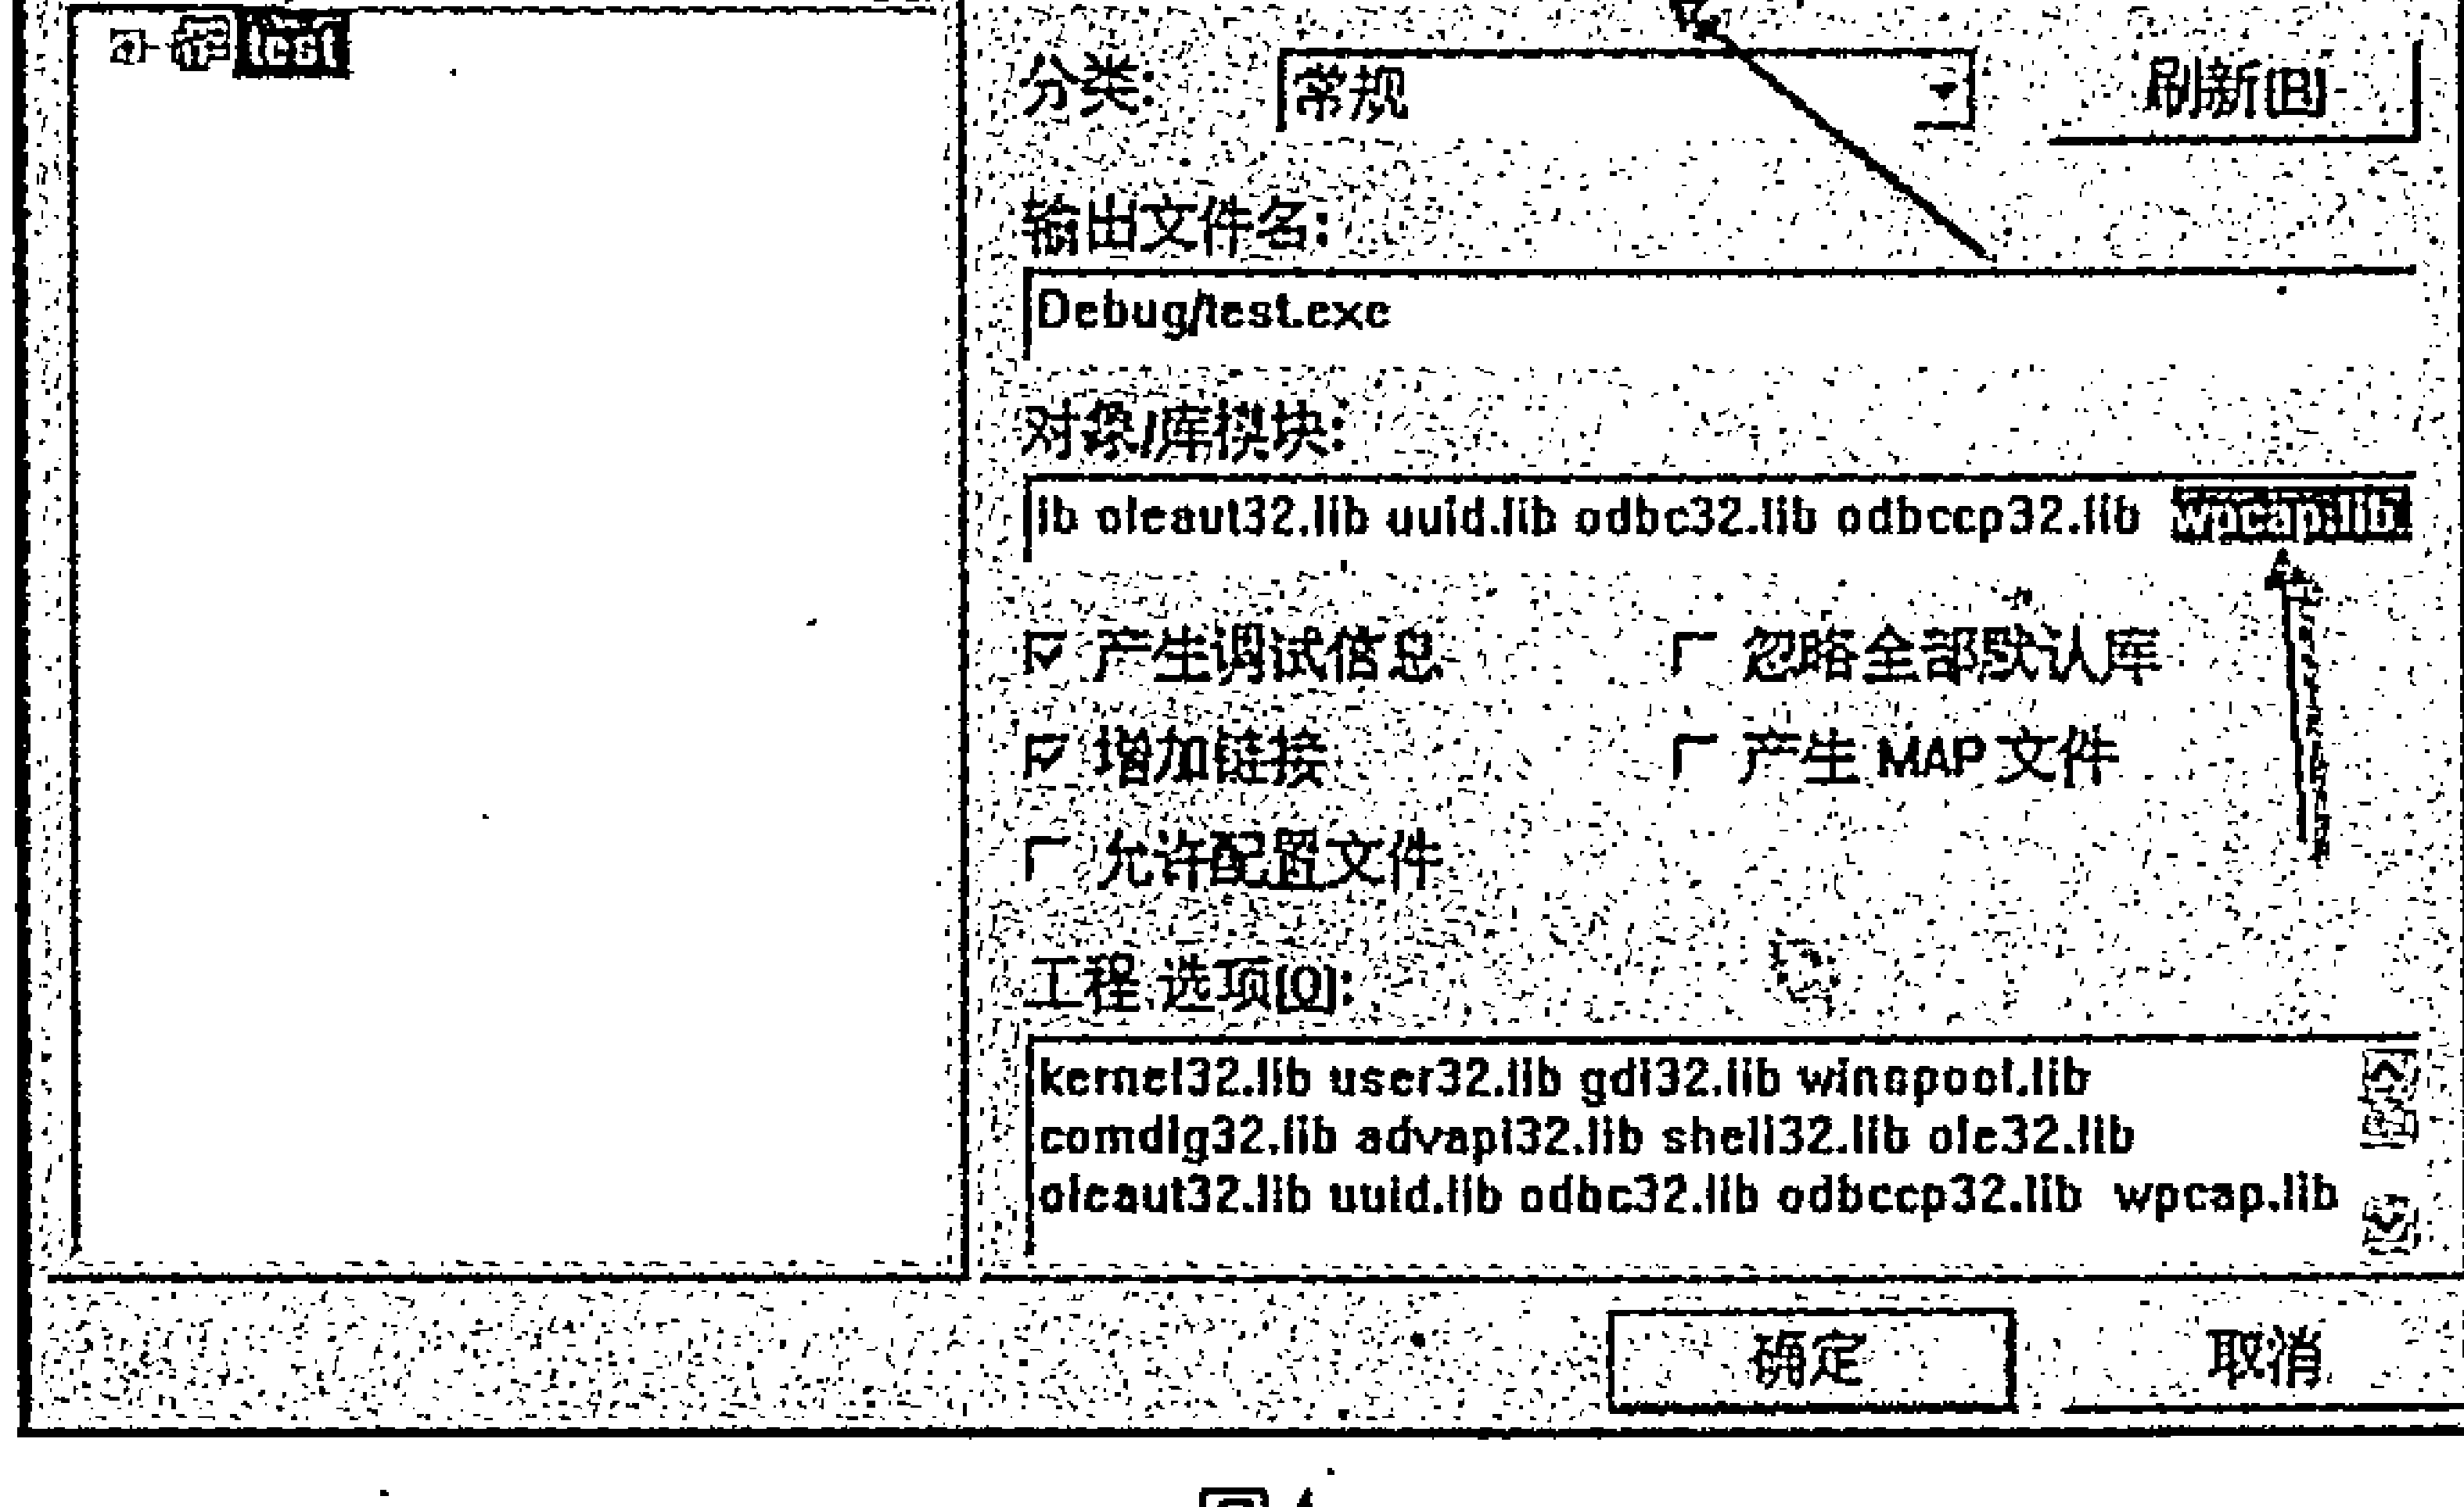 test
分类: 常规 刷新[B]
输出文件名:
Debug/test.exe
对象/库模块:
lib oleaut32.lib uuid.lib odbc32.lib odbccp32.lib wpcap.lib
产生调试信息 忽略全部默认库
增加链接 产生 MAP 文件
允许配置文件
工程 选项[O]:
kernel32.lib user32.lib gdi32.lib winspool.lib
comdlg32.lib advapi32.lib shell32.lib ole32.lib
oleaut32.lib uuid.lib odbc32.lib odbccp32.lib wpcap.lib
确定 取消